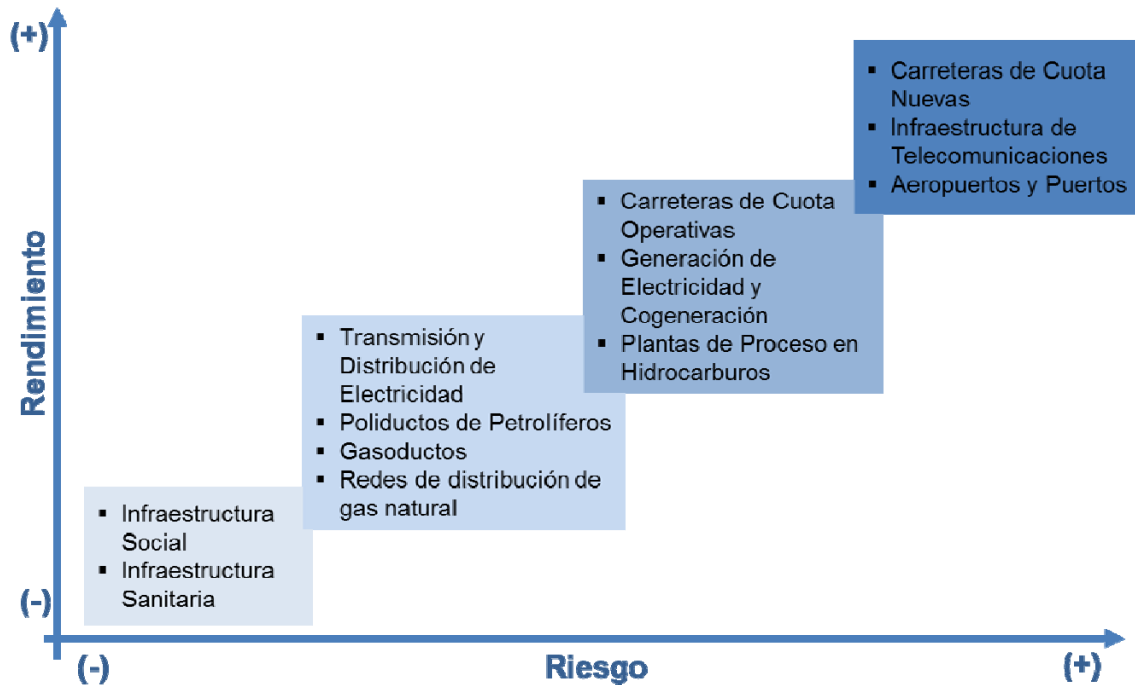 (+)
▪ Carreteras de Cuota
Nuevas
▪ Infraestructura de
Telecomunicaciones
▪ Aeropuertos y Puertos
▪ Carreteras de Cuota
Operativas
▪ Generación de
Electricidad y
Cogeneración
▪ Plantas de Proceso en
Hidrocarburos
Rendimiento
▪ Transmisión y
Distribución de
Electricidad
▪ Poliductos de Petrolíferos
▪ Gasoductos
▪ Redes de distribución de
gas natural
▪ Infraestructura
Social
▪ Infraestructura
Sanitaria
(-)
(-)
Riesgo
(+)